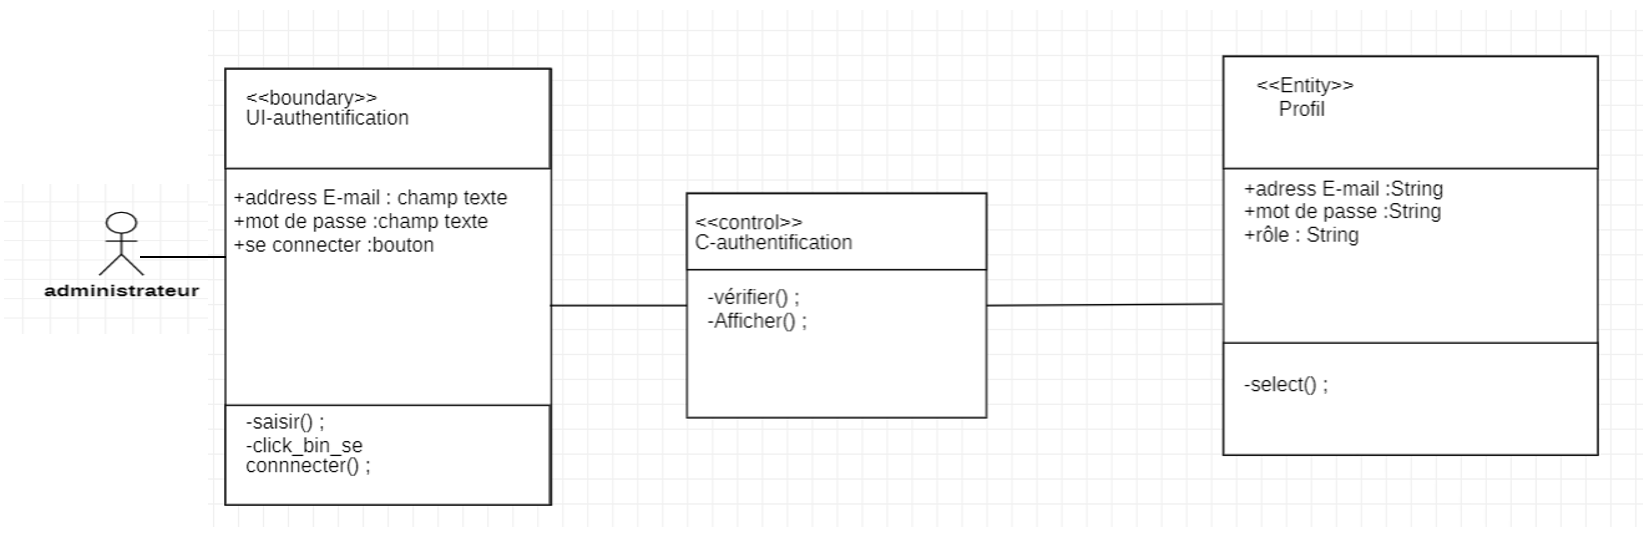 administrateur
<<boundary>>
UI-authentification
+address E-mail : champ texte
+mot de passe :champ texte
+se connecter :bouton
-saisir() ;
-click_bin_se
connnecter() ;
<<control>>
C-authentification
-vérifier() ;
-Afficher() ;
<<Entity>>
Profil
+adress E-mail :String
+mot de passe :String
+rôle : String
-select() ;